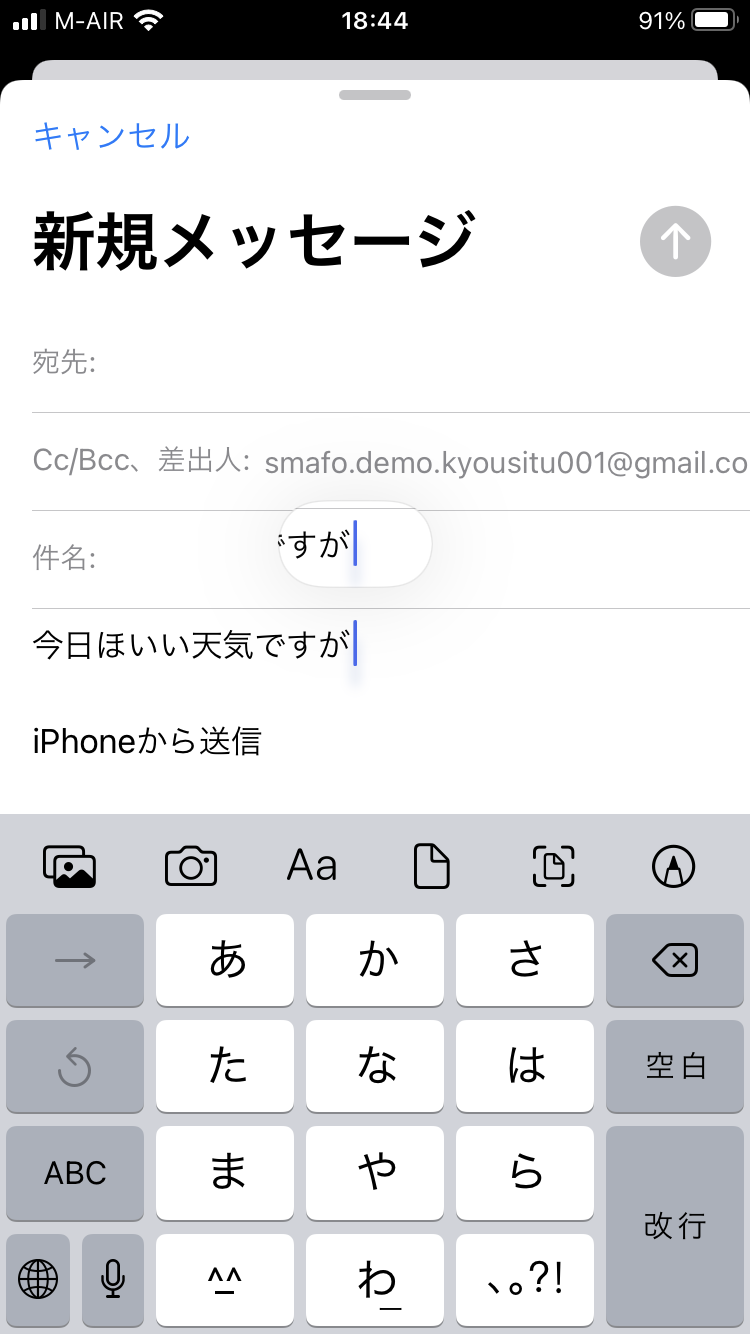 M-AIR 18:44 91%
キャンセル
新規メッセージ
宛先:
Cc/Bcc、差出人: smafo.demo.kyousitu001@gmail.co
ですが
件名:
今日ほいい天気ですが
iPhoneから送信
Aa
→ あ か さ
た な は 空白
ABC ま や ら
改行
^_^ わ_ 、。?!